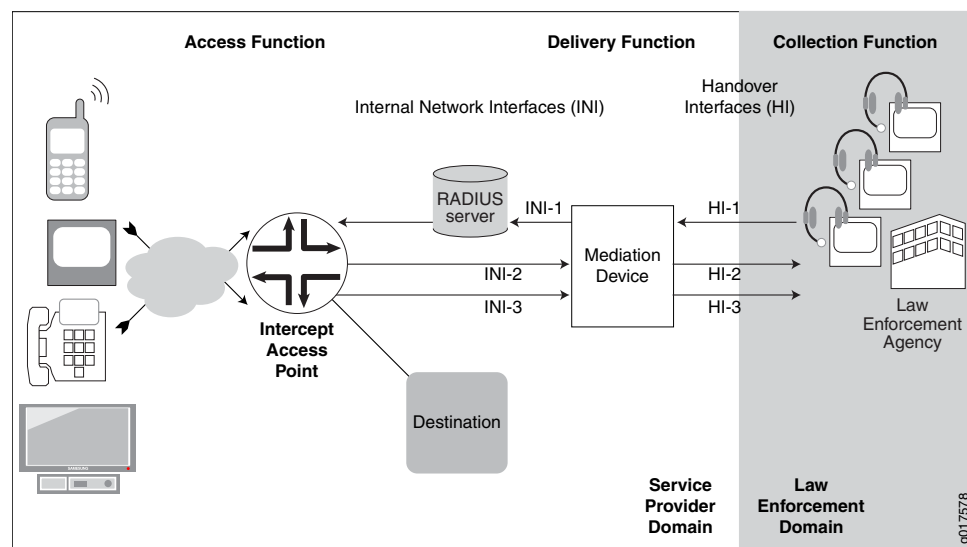 Access Function
Delivery Function
Collection Function
Internal Network Interfaces (INI)
Handover
Interfaces (HI)
RADIUS
server
INI-1
HI-1
Mediation
Device
INI-2
HI-2
INI-3
HI-3
Intercept
Access
Point
Law
Enforcement
Agency
Destination
SAMSUNG
Service
Provider
Domain
Law
Enforcement
Domain
g017578